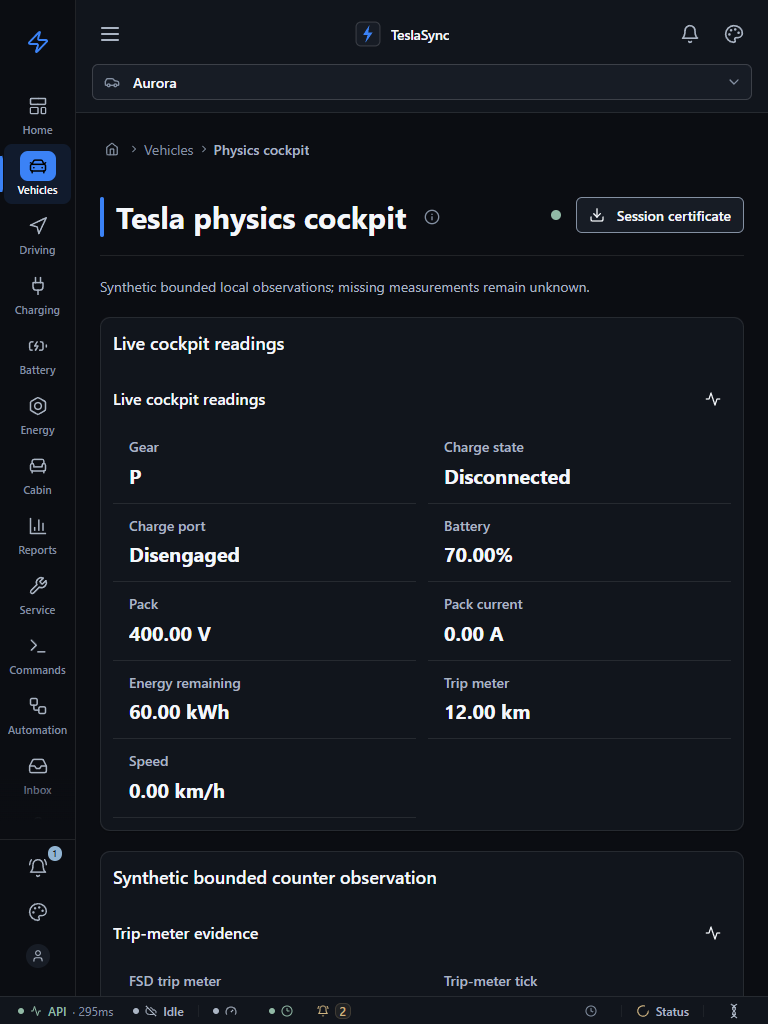 TeslaSync
Aurora
Home
Vehicles
Driving
Charging
Battery
Energy
Cabin
Reports
Service
Commands
Automation
Inbox
1
Vehicles
Physics cockpit
Tesla physics cockpit
Session certificate
Synthetic bounded local observations; missing measurements remain unknown.
Live cockpit readings
Live cockpit readings
Gear
P
Charge state
Disconnected
Charge port
Disengaged
Battery
70.00%
Pack
400.00 V
Pack current
0.00 A
Energy remaining
60.00 kWh
Trip meter
12.00 km
Speed
0.00 km/h
Synthetic bounded counter observation
Trip-meter evidence
FSD trip meter
Trip-meter tick
API · 295ms
Idle
2
Status